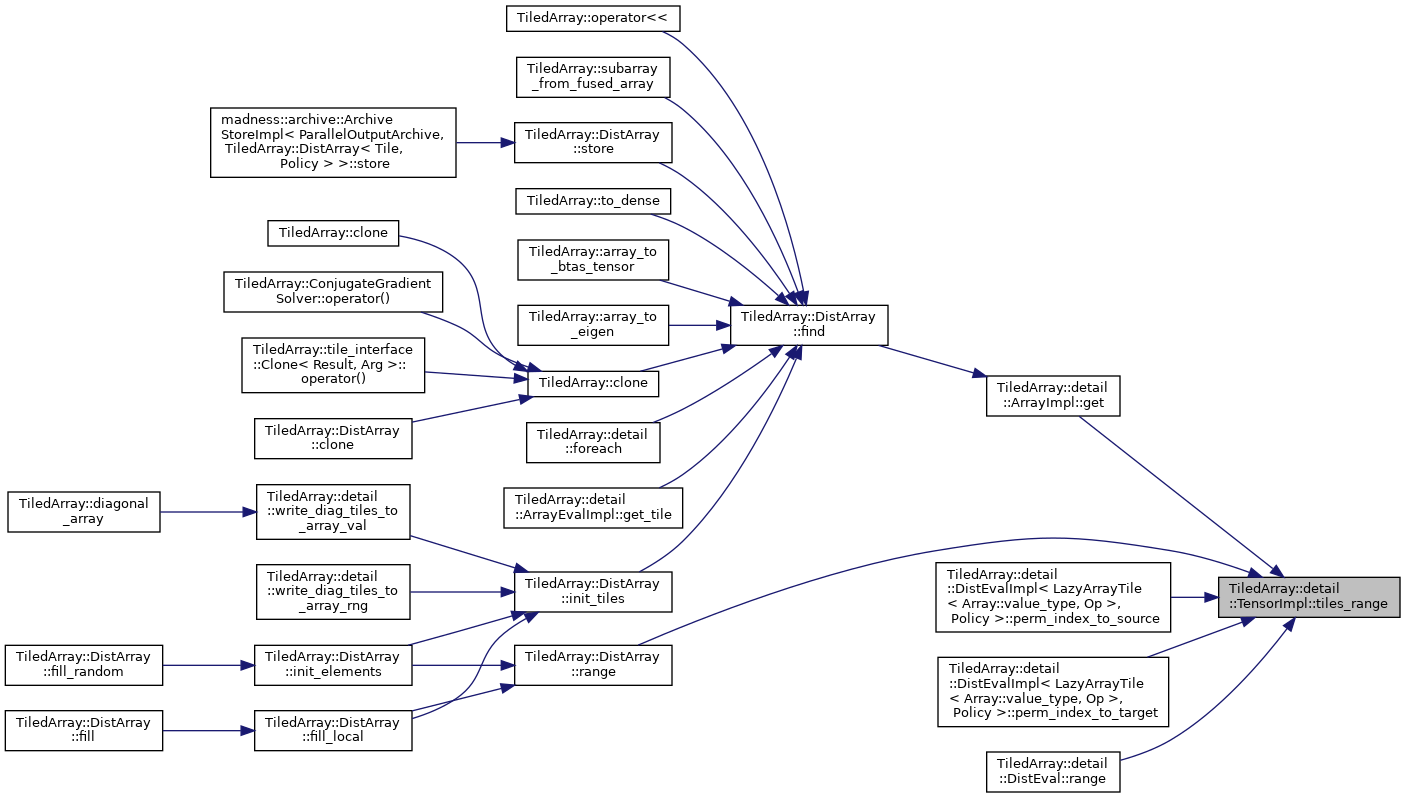 TiledArray::operator<<
TiledArray::subarray
_from_fused_array
madness::archive::Archive
StoreImpl< ParallelOutputArchive,
TiledArray::DistArray< Tile,
Policy > >::store
TiledArray::DistArray
::store
TiledArray::to_dense
TiledArray::clone
TiledArray::array_to
_btas_tensor
TiledArray::ConjugateGradient
Solver::operator()
TiledArray::array_to
_eigen
TiledArray::DistArray
::find
TiledArray::tile_interface
::Clone< Result, Arg >::
operator()
TiledArray::clone
TiledArray::detail
::ArrayImpl::get
TiledArray::DistArray
::clone
TiledArray::detail
::foreach
TiledArray::diagonal
_array
TiledArray::detail
::write_diag_tiles_to
_array_val
TiledArray::detail
::ArrayEvalImpl::get_tile
TiledArray::detail
::write_diag_tiles_to
_array_rng
TiledArray::DistArray
::init_tiles
TiledArray::detail
::DistEvalImpl< LazyArrayTile
< Array::value_type, Op >,
Policy >::perm_index_to_source
TiledArray::detail
::TensorImpl::tiles_range
TiledArray::DistArray
::fill_random
TiledArray::DistArray
::init_elements
TiledArray::DistArray
::range
TiledArray::detail
::DistEvalImpl< LazyArrayTile
< Array::value_type, Op >,
Policy >::perm_index_to_target
TiledArray::DistArray
::fill
TiledArray::DistArray
::fill_local
TiledArray::detail
::DistEval::range